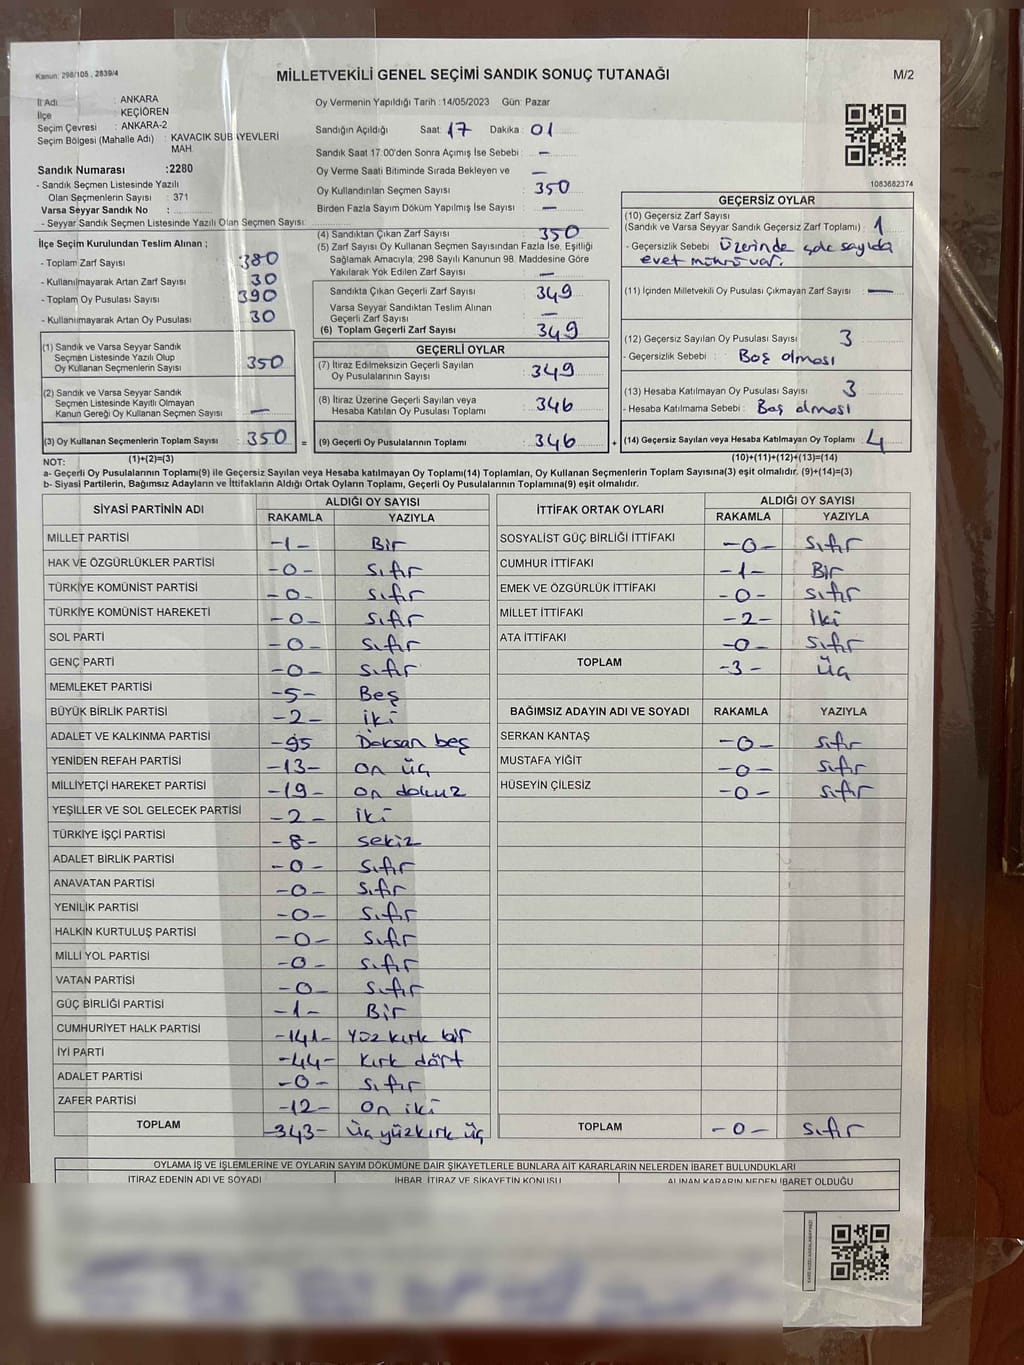 Kanun: 298/105 , 2839/4
MİLLETVEKİLİ GENEL SEÇİMİ SANDIK SONUÇ TUTANAĞI
M/2
İl Adı : ANKARA
İlçe : KEÇİÖREN
Seçim Çevresi : ANKARA-2
Seçim Bölgesi (Mahalle Adı) : KAVACIK SUBAYEVLERİ MAH.
Sandık Numarası :2280
- Sandık Seçmen Listesinde Yazılı
Olan Seçmenlerin Sayısı : 371
Varsa Seyyar Sandık No :
- Seyyar Sandık Seçmen Listesinde Yazılı Olan Seçmen Sayısı:
İlçe Seçim Kurulundan Teslim Alınan ;
- Toplam Zarf Sayısı : 380
- Kullanılmayarak Artan Zarf Sayısı : 30
- Toplam Oy Pusulası Sayısı : 390
- Kullanılmayarak Artan Oy Pusulası : 30
(1) Sandık ve Varsa Seyyar Sandık
Seçmen Listesinde Yazılı Olup
Oy Kullanan Seçmenlerin Sayısı : 350
(2) Sandık ve Varsa Seyyar Sandık
Seçmen Listesinde Kayıtlı Olmayan
Kanun Gereği Oy Kullanan Seçmen Sayısı : —
(3) Oy Kullanan Seçmenlerin Toplam Sayısı : 350 =
(1)+(2)=(3)
Oy Vermenin Yapıldığı Tarih :14/05/2023 Gün: Pazar
Sandığın Açıldığı Saat: 17 Dakika : 01
Sandık Saat 17:00'den Sonra Açımış İse Sebebi : —
Oy Verme Saati Bitiminde Sırada Bekleyen ve —
Oy Kullandırılan Seçmen Sayısı : 350
Birden Fazla Sayım Döküm Yapılmış İse Sayısı : —
(4) Sandıktan Çıkan Zarf Sayısı : 350
(5) Zarf Sayısı Oy Kullanan Seçmen Sayısından Fazla İse, Eşitliği
Sağlamak Amacıyla, 298 Sayılı Kanunun 98. Maddesine Göre
Yakılarak Yok Edilen Zarf Sayısı : —
Sandıkta Çıkan Geçerli Zarf Sayısı : 349
Varsa Seyyar Sandıktan Teslim Alınan
Geçerli Zarf Sayısı : —
(6) Toplam Geçerli Zarf Sayısı : 349
GEÇERLİ OYLAR
(7) İtiraz Edilmeksizin Geçerli Sayılan
Oy Pusulalarının Sayısı : 349
(8) İtiraz Üzerine Geçerli Sayılan veya
Hesaba Katılan Oy Pusulası Toplamı : 346
(9) Geçerli Oy Pusulalarının Toplamı : 346 +
1083682374
GEÇERSİZ OYLAR
(10) Geçersiz Zarf Sayısı
(Sandık ve Varsa Seyyar Sandık Geçersiz Zarf Toplamı) : 1
- Geçersizlik Sebebi : Üzerinde çok sayıda
evet mührü var.
(11) İçinden Milletvekili Oy Pusulası Çıkmayan Zarf Sayısı : —
(12) Geçersiz Sayılan Oy Pusulası Sayısı : 3
- Geçersizlik Sebebi : Boş olması
(13) Hesaba Katılmayan Oy Pusulası Sayısı : 3
- Hesaba Katılmama Sebebi : Boş olması
(14) Geçersiz Sayılan veya Hesaba Katılmayan Oy Toplamı : 4
(10)+(11)+(12)+(13)=(14)
NOT:
a- Geçerli Oy Pusulalarının Toplamı(9) ile Geçersiz Sayılan veya Hesaba katılmayan Oy Toplamı(14) Toplamları, Oy Kullanan Seçmenlerin Toplam Sayısına(3) eşit olmalıdır. (9)+(14)=(3)
b- Siyasi Partilerin, Bağımsız Adayların ve İttifakların Aldığı Ortak Oyların Toplamı, Geçerli Oy Pusulalarının Toplamına(9) eşit olmalıdır.
SİYASİ PARTİNİN ADI ALDIĞI OY SAYISI
RAKAMLA YAZIYLA
MİLLET PARTİSİ -1- Bir
HAK VE ÖZGÜRLÜKLER PARTİSİ -0- Sıfır
TÜRKİYE KOMÜNİST PARTİSİ -0- Sıfır
TÜRKİYE KOMÜNİST HAREKETİ -0- Sıfır
SOL PARTİ -0- Sıfır
GENÇ PARTİ -0- Sıfır
MEMLEKET PARTİSİ -5- Beş
BÜYÜK BİRLİK PARTİSİ -2- İki
ADALET VE KALKINMA PARTİSİ -95 Doksan beş
YENİDEN REFAH PARTİSİ -13- On üç
MİLLİYETÇİ HAREKET PARTİSİ -19- On dokuz
YEŞİLLER VE SOL GELECEK PARTİSİ -2- İki
TÜRKİYE İŞÇİ PARTİSİ -8- sekiz
ADALET BİRLİK PARTİSİ -0- Sıfır
ANAVATAN PARTİSİ -0- Sıfır
YENİLİK PARTİSİ -0- Sıfır
HALKIN KURTULUŞ PARTİSİ -0- Sıfır
MİLLİ YOL PARTİSİ -0- Sıfır
VATAN PARTİSİ -0- Sıfır
GÜÇ BİRLİĞİ PARTİSİ -1- Bir
CUMHURİYET HALK PARTİSİ -141- Yüz kırk bir
İYİ PARTİ -44- Kırk dört
ADALET PARTİSİ -0- Sıfır
ZAFER PARTİSİ -12- On iki
TOPLAM -343- Üç yüz kırk üç
İTTİFAK ORTAK OYLARI ALDIĞI OY SAYISI
RAKAMLA YAZIYLA
SOSYALİST GÜÇ BİRLİĞİ İTTİFAKI -0- Sıfır
CUMHUR İTTİFAKI -1- Bir
EMEK VE ÖZGÜRLÜK İTTİFAKI -0- Sıfır
MİLLET İTTİFAKI -2- İki
ATA İTTİFAKI -0- Sıfır
TOPLAM -3- Üç
BAĞIMSIZ ADAYIN ADI VE SOYADI RAKAMLA YAZIYLA
SERKAN KANTAŞ -0- Sıfır
MUSTAFA YİĞİT -0- Sıfır
HÜSEYİN ÇİLESİZ -0- Sıfır
TOPLAM -0- Sıfır
OYLAMA İŞ VE İŞLEMLERİNE VE OYLARIN SAYIM DÖKÜMÜNE DAİR ŞİKAYETLERLE BUNLARA AİT KARARLARIN NELERDEN İBARET BULUNDUKLARI
İTİRAZ EDENİN ADI VE SOYADI İHBAR, İTİRAZ VE ŞİKAYETİN KONUSU ALINAN KARARIN NEDEN İBARET OLDUĞU